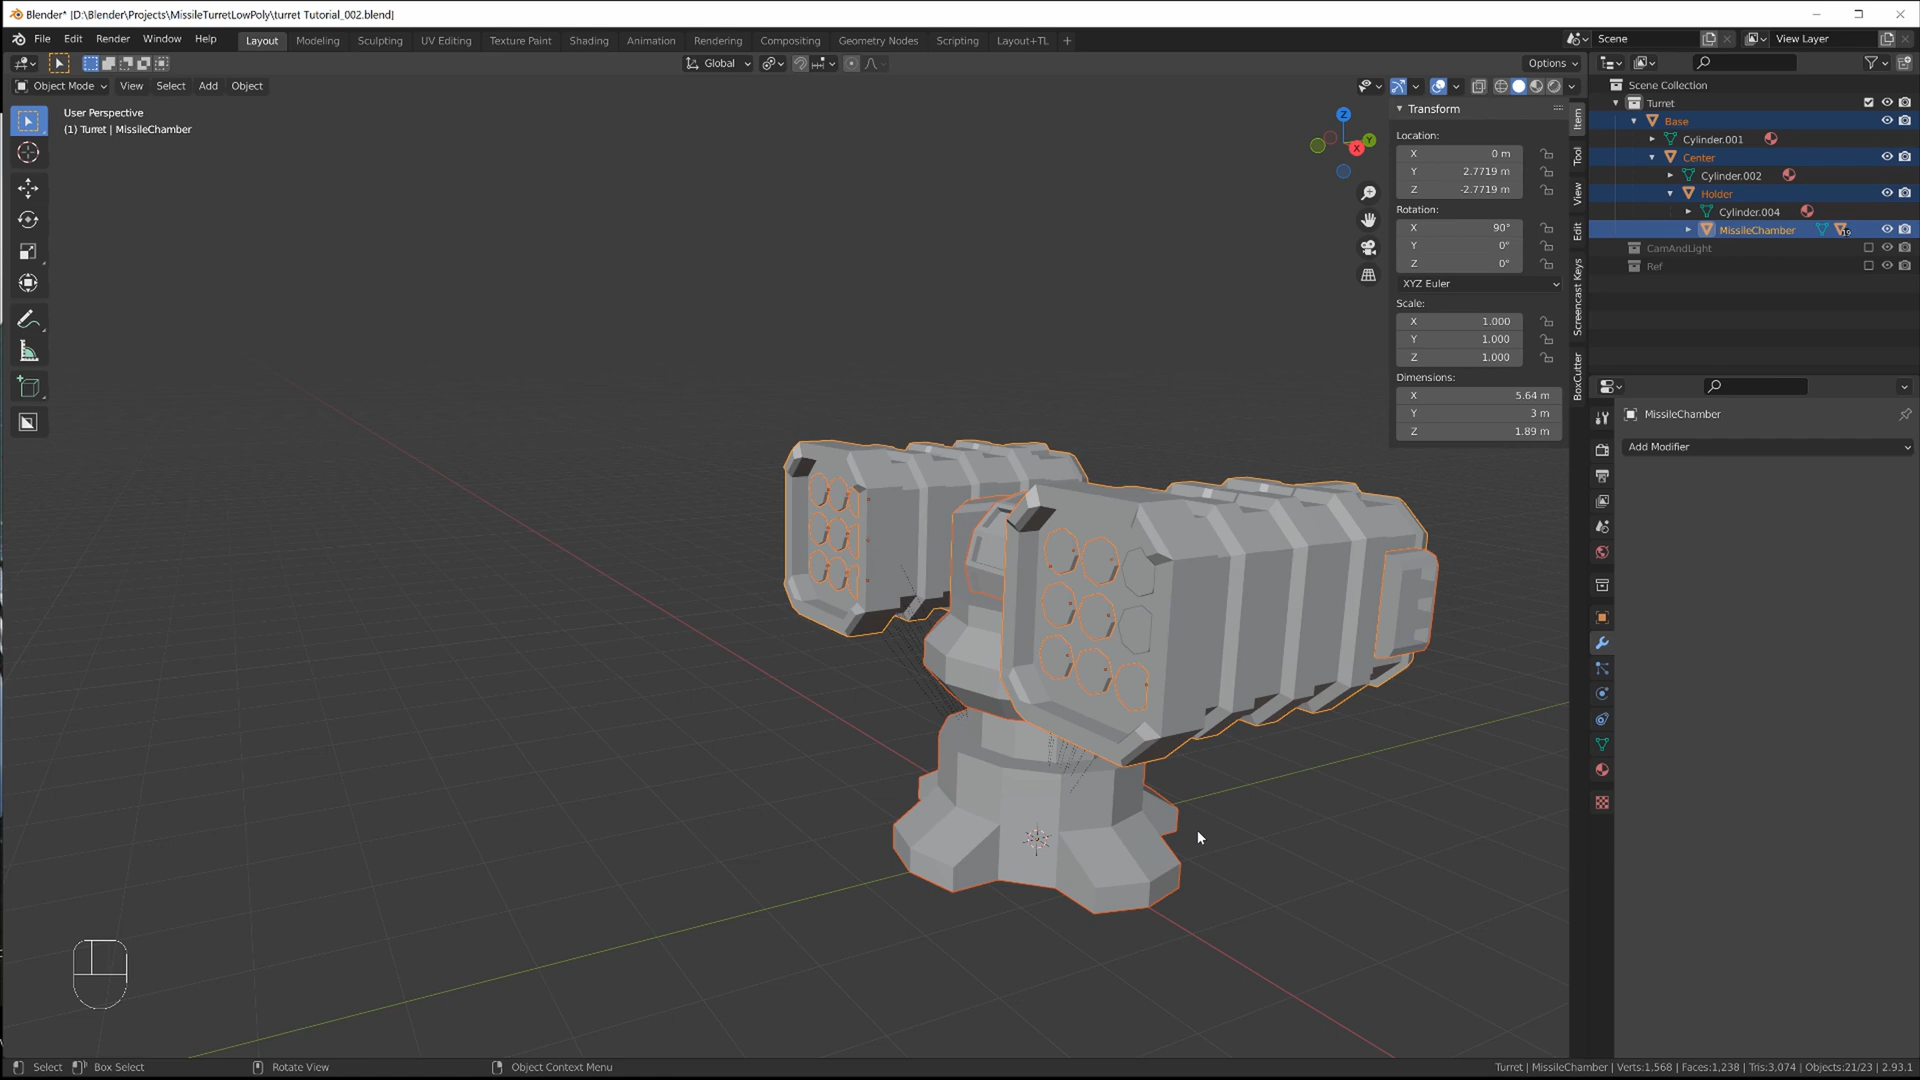 Blender* [D:\Blender\Projects\MissileTurretLowPoly\turret Tutorial_002.blend]
File Edit Render Window Help Layout Modeling Sculpting UV Editing Texture Paint Shading Animation Rendering Compositing Geometry Nodes Scripting Layout+TL + Scene View Layer
Global Options
Object Mode View Select Add Object
User Perspective
(1) Turret | MissileChamber
Z
Y
X
Transform
Location:
X 0 m
Y 2.7719 m
Z -2.7719 m
Rotation:
X 90°
Y 0°
Z 0°
XYZ Euler
Scale:
X 1.000
Y 1.000
Z 1.000
Dimensions:
X 5.64 m
Y 3 m
Z 1.89 m
Item
Tool
View
Edit
Screencast Keys
BoxCutter
Scene Collection
Turret
Base
Cylinder.001
Center
Cylinder.002
Holder
Cylinder.004
MissileChamber 19
CamAndLight
Ref
MissileChamber
Add Modifier
Select Box Select Rotate View Object Context Menu Turret | MissileChamber | Verts:1,568 | Faces:1,238 | Tris:3,074 | Objects:21/23 | 2.93.1